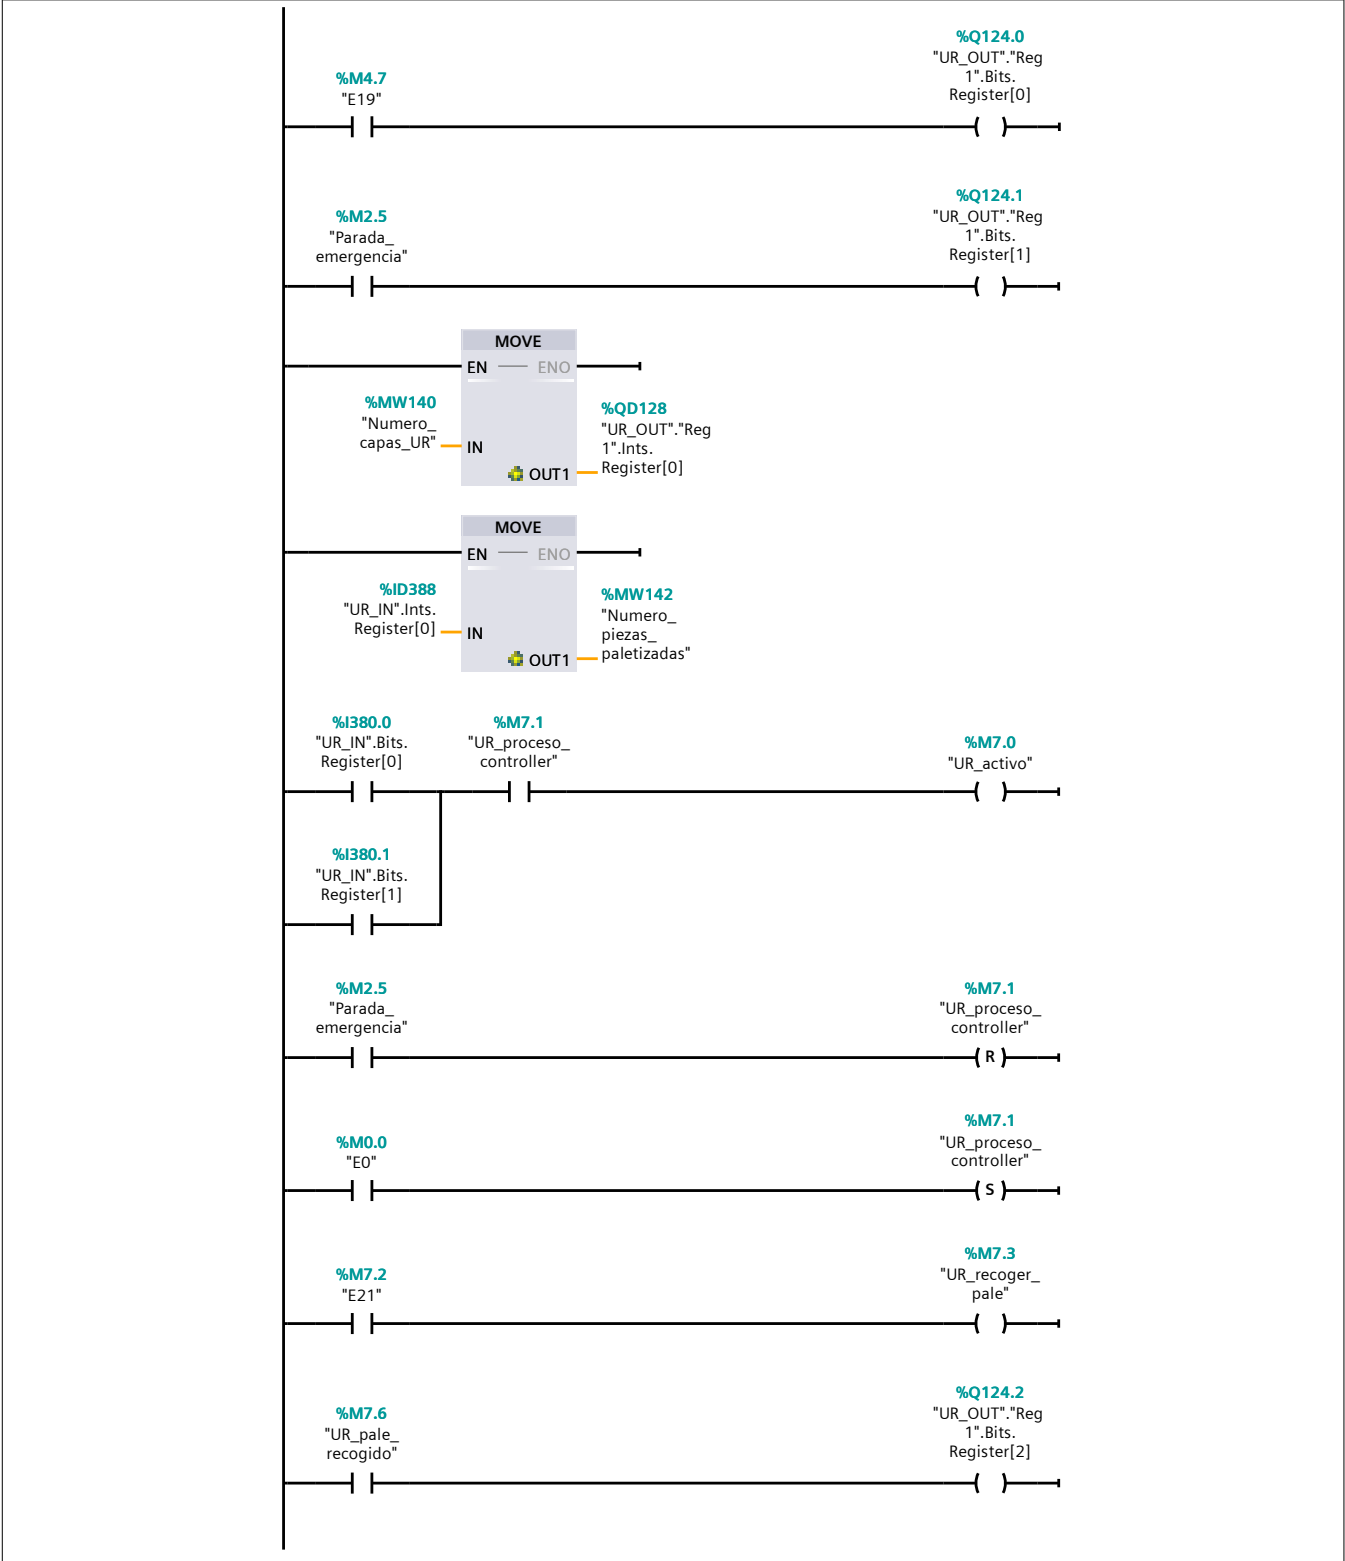 %Q124.0
"UR_OUT"."Reg
1".Bits.
Register[0]
%M4.7
"E19"
%Q124.1
"UR_OUT"."Reg
1".Bits.
Register[1]
%M2.5
"Parada_
emergencia"
MOVE
EN ENO
%MW140
"Numero_
capas_UR"
IN
%QD128
"UR_OUT"."Reg
1".Ints.
Register[0]
OUT1
MOVE
EN ENO
%ID388
"UR_IN".Ints.
Register[0]
IN
%MW142
"Numero_
piezas_
paletizadas"
OUT1
%I380.0
"UR_IN".Bits.
Register[0]
%M7.1
"UR_proceso_
controller"
%M7.0
"UR_activo"
%I380.1
"UR_IN".Bits.
Register[1]
%M2.5
"Parada_
emergencia"
%M7.1
"UR_proceso_
controller"
R
%M0.0
"E0"
%M7.1
"UR_proceso_
controller"
S
%M7.2
"E21"
%M7.3
"UR_recoger_
pale"
%M7.6
"UR_pale_
recogido"
%Q124.2
"UR_OUT"."Reg
1".Bits.
Register[2]